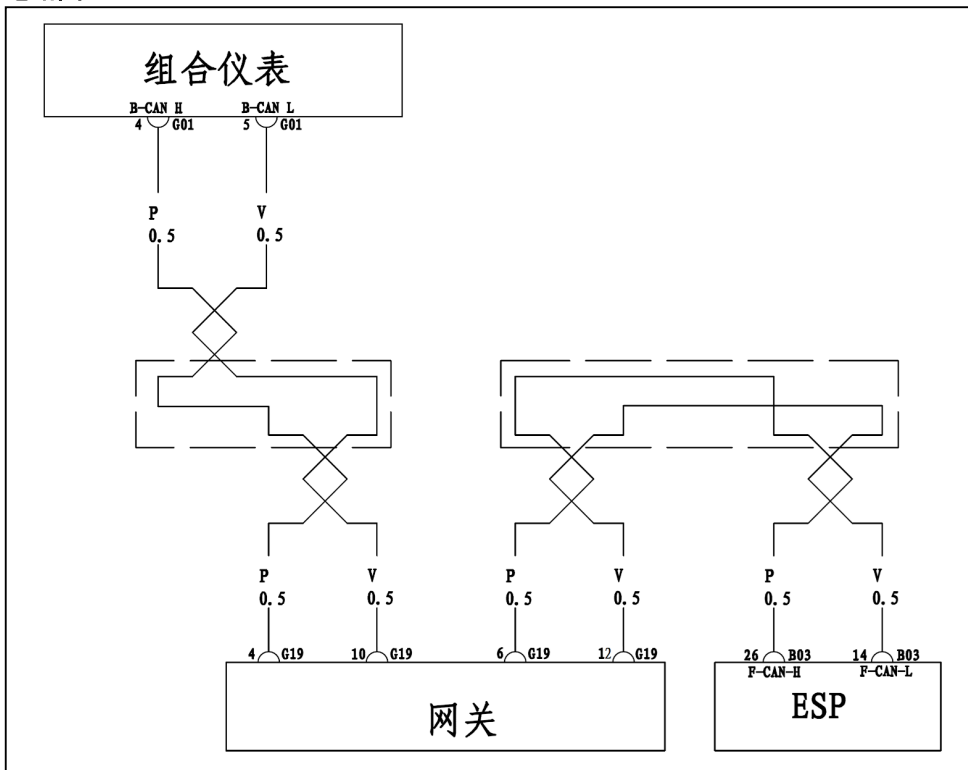 组合仪表
B-CAN H B-CAN L
4 G01 5 G01
P V
0.5 0.5
P V P V P V
0.5 0.5 0.5 0.5 0.5 0.5
4 G19 10 G19 6 G19 12 G19 26 B03 14 B03
F-CAN-H F-CAN-L
网关 ESP